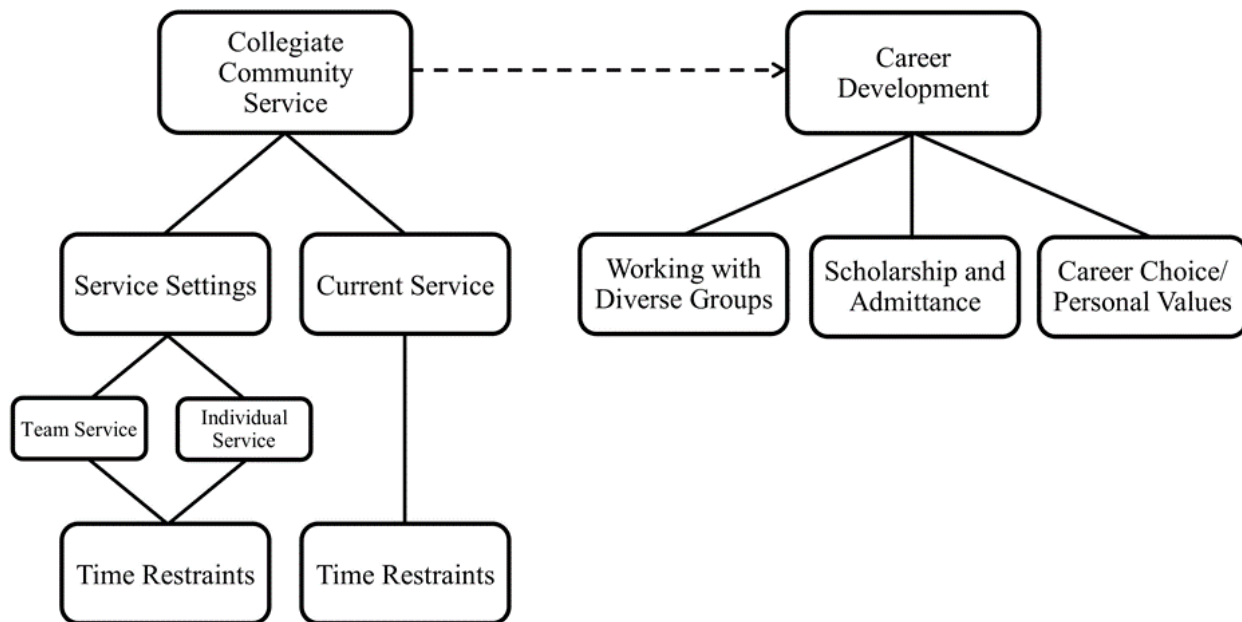 Collegiate
Community
Service
Career
Development
Service Settings
Current Service
Working with
Diverse Groups
Scholarship and
Admittance
Career Choice/
Personal Values
Team Service
Individual
Service
Time Restraints
Time Restraints